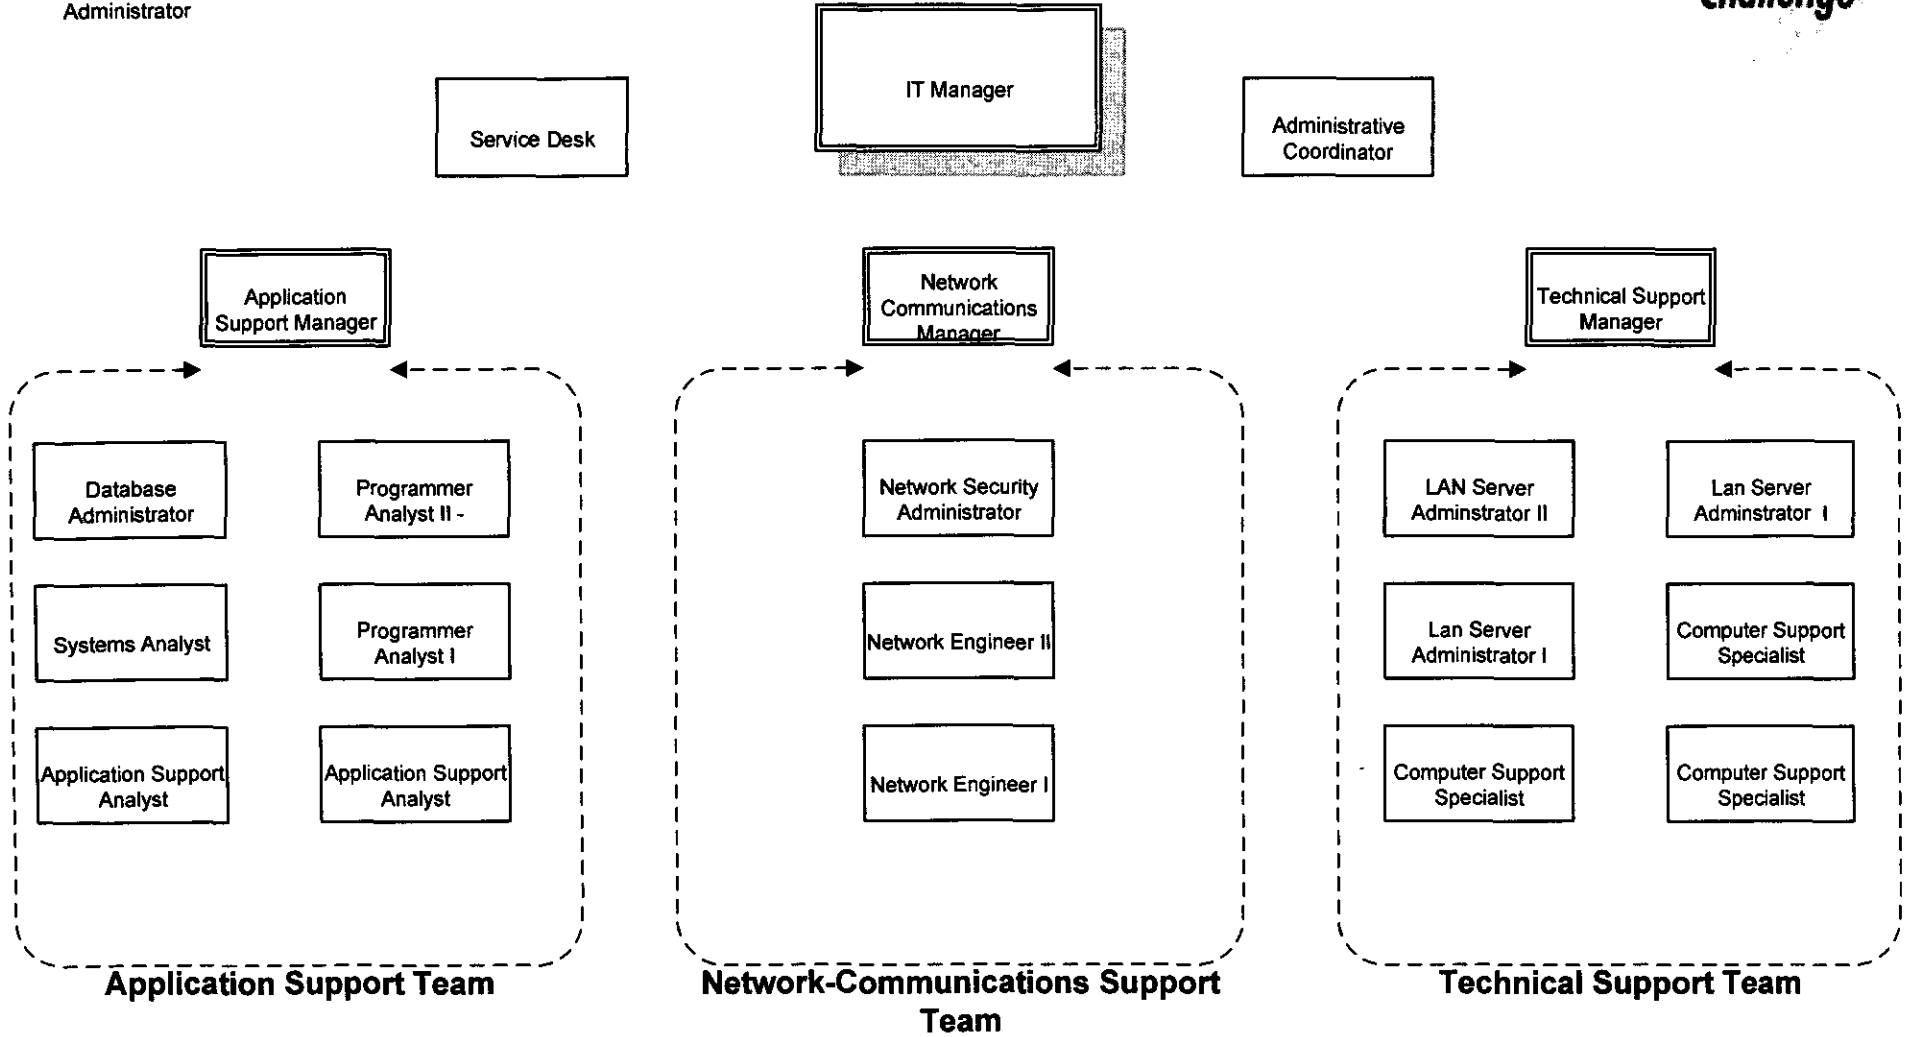 Administrator
challenge
IT Manager
Service Desk
Administrative
Coordinator
Application
Support Manager
Network
Communications
Manager
Technical Support
Manager
Database
Administrator
Programmer
Analyst II -
Systems Analyst
Programmer
Analyst I
Application Support
Analyst
Application Support
Analyst
Application Support Team
Network Security
Administrator
Network Engineer II
Network Engineer I
Network-Communications Support
Team
LAN Server
Adminstrator II
Lan Server
Adminstrator I
Lan Server
Administrator I
Computer Support
Specialist
Computer Support
Specialist
Computer Support
Specialist
Technical Support Team